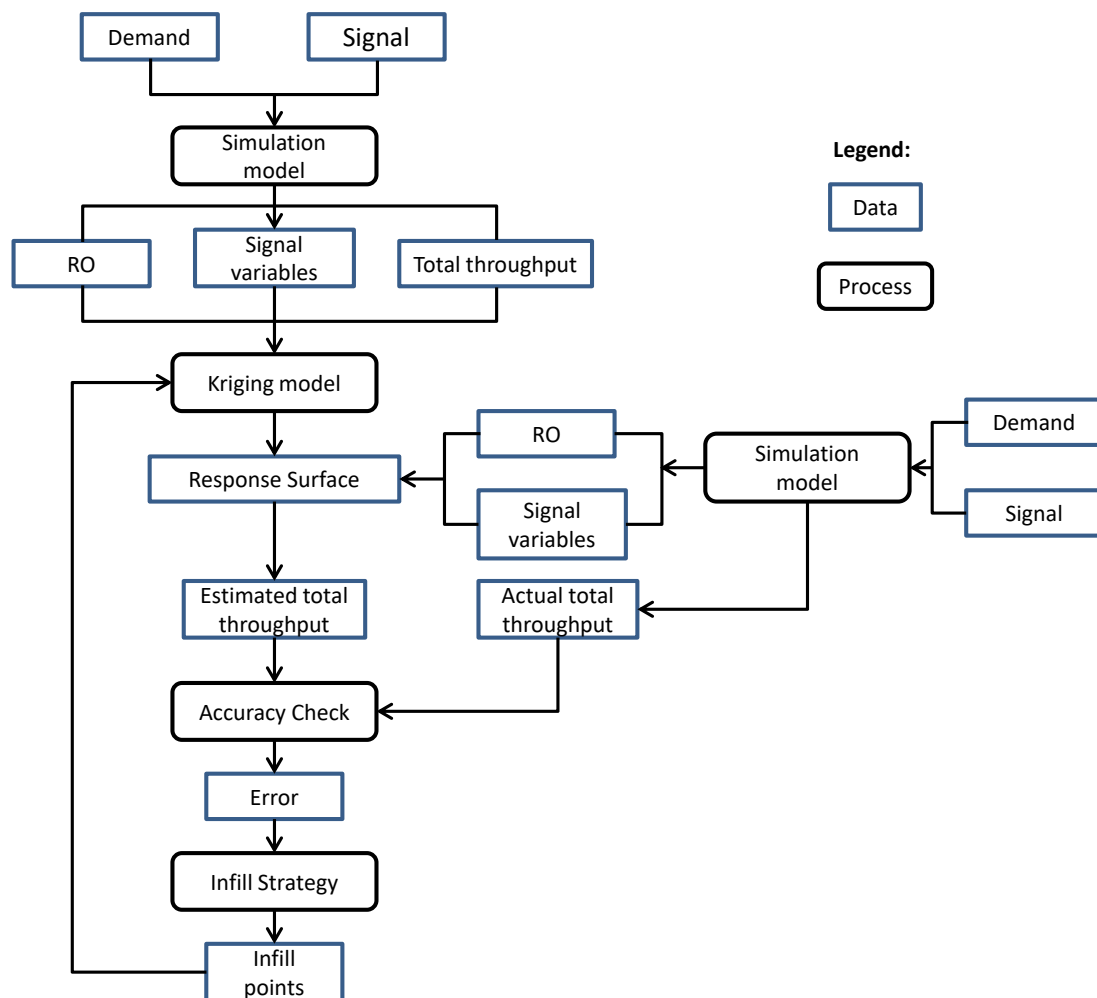 Demand
Signal
Simulation
model
Legend:
Data
RO
Signal
variables
Total throughput
Process
Kriging model
RO
Demand
Simulation
model
Response Surface
Signal
variables
Signal
Estimated total
throughput
Actual total
throughput
Accuracy Check
Error
Infill Strategy
Infill
points